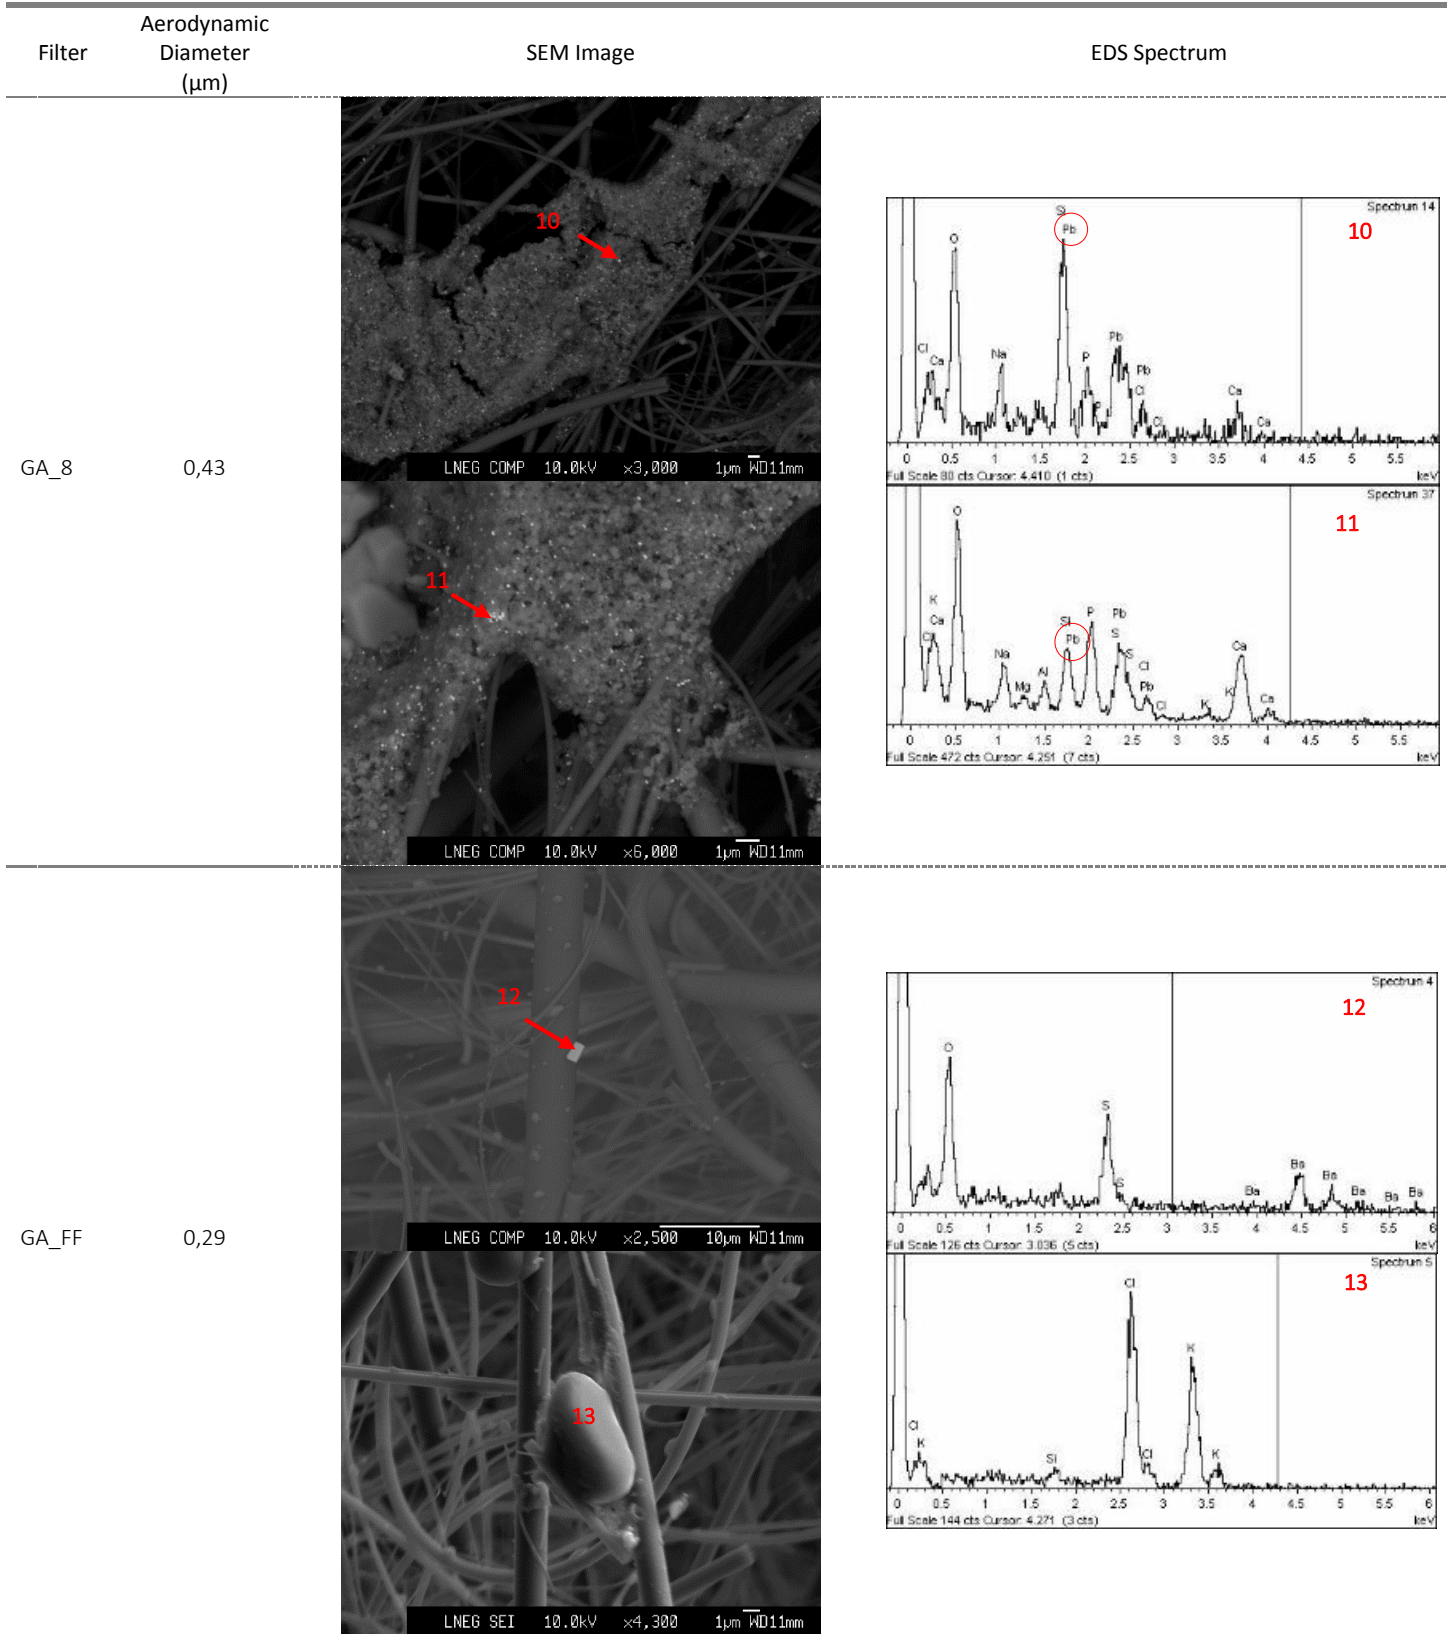 Filter
Aerodynamic
Diameter
(µm)
SEM Image
EDS Spectrum
GA_8
0,43
10
LNEG COMP 10.0kV ×3,000 1µm WD11mm
Spectrum 14
10
Si
Pb
O
Cl
Ca
Na
P
P
Pb
Pb
Cl
Cl
Ca
Ca
0 0.5 1 1.5 2 2.5 3 3.5 4 4.5 5 5.5
Full Scale 80 cts Cursor: 4.410 (1 cts)
keV
11
LNEG COMP 10.0kV ×6,000 1µm WD11mm
Spectrum 37
11
O
K
Ca
Cl
Na
Mg
Al
Si
Pb
P
Pb
S
S
Cl
Pb
Cl
K
K
Ca
Ca
0 0.5 1 1.5 2 2.5 3 3.5 4 4.5 5 5.5
Full Scale 472 cts Cursor: 4.251 (7 cts)
keV
GA_FF
0,29
12
LNEG COMP 10.0kV ×2,500 10µm WD11mm
Spectrum 4
12
O
S
S
Ba
Ba
Ba
Ba
Ba
Ba
0 0.5 1 1.5 2 2.5 3 3.5 4 4.5 5 5.5 6
Full Scale 126 cts Cursor: 3.036 (5 cts)
keV
13
LNEG SEI 10.0kV ×4,300 1µm WD11mm
Spectrum 5
13
Cl
K
Si
Cl
Cl
K
K
0 0.5 1 1.5 2 2.5 3 3.5 4 4.5 5 5.5 6
Full Scale 144 cts Cursor: 4.271 (3 cts)
keV